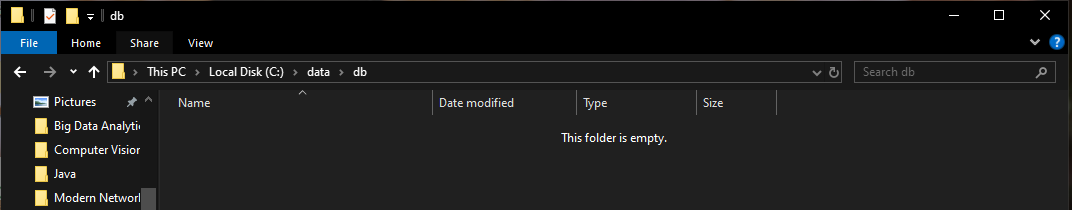 db
File Home Share View
This PC Local Disk (C:) data db Search db
Pictures Name Date modified Type Size
Big Data Analytic
This folder is empty.
Computer Vision
Java
Modern Network